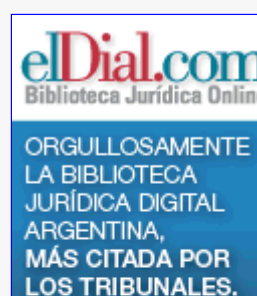 elDial.com
Biblioteca Jurídica Onlin
ORGULLOSAMENTE
LA BIBLIOTECA
JURÍDICA DIGITAL
ARGENTINA,
MÁS CITADA POR
LOS TRIBUNALES.